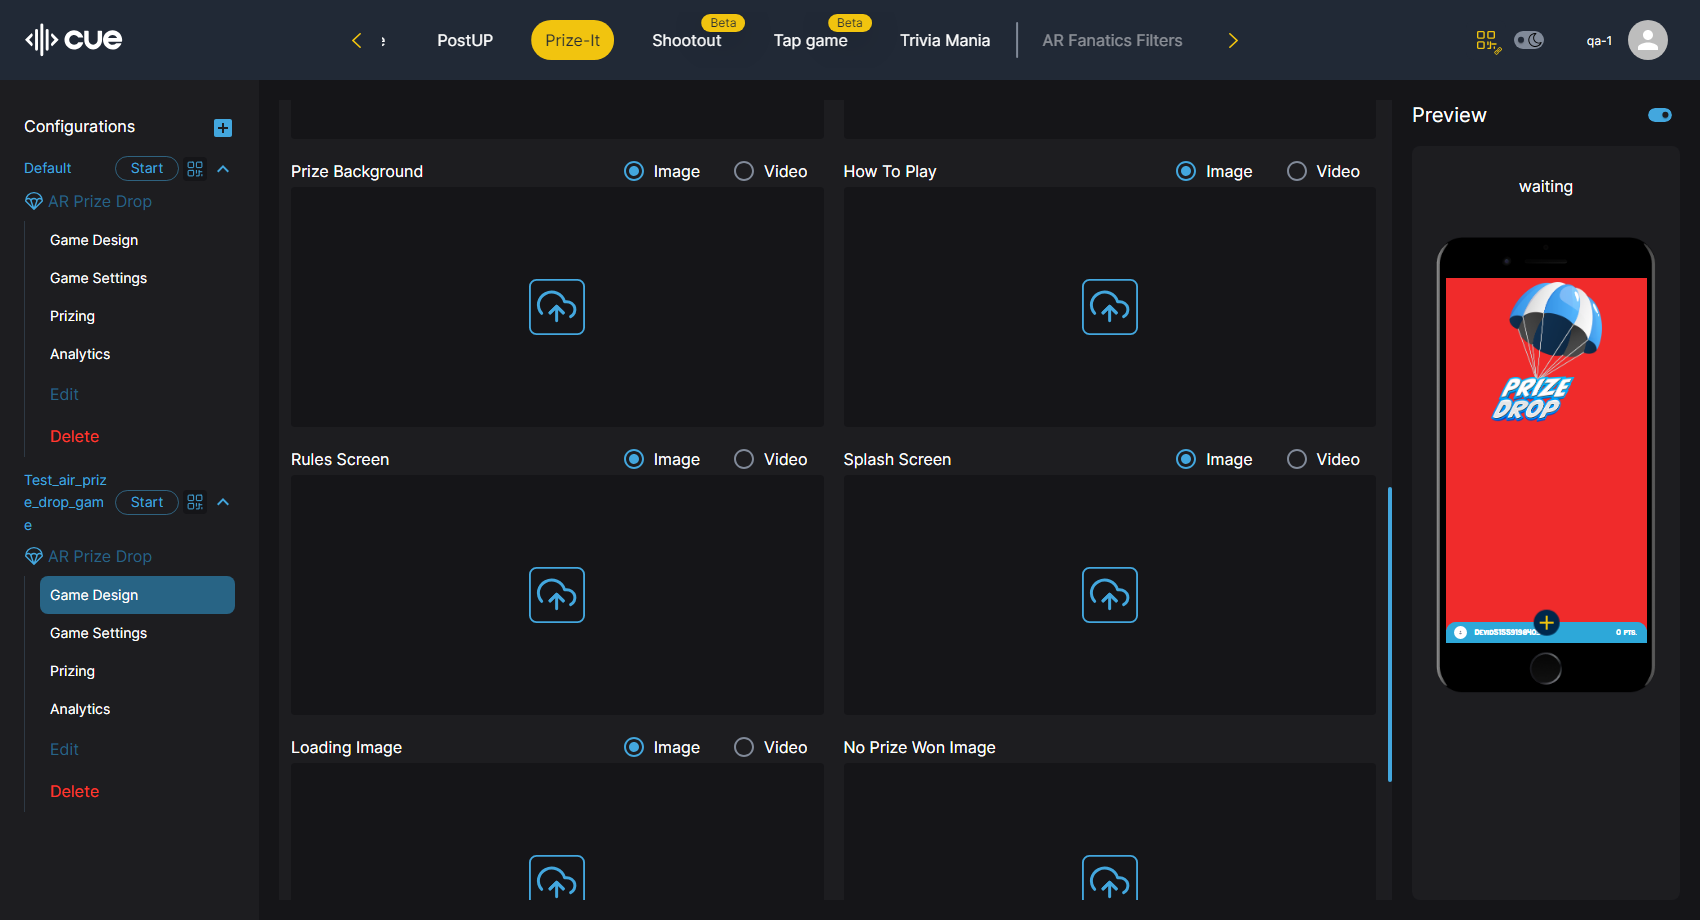 cue
e
PostUP
Prize-It
Beta
Shootout
Beta
Tap game
Trivia Mania
AR Fanatics Filters
qa-1
Configurations
Default
Start
AR Prize Drop
Game Design
Game Settings
Prizing
Analytics
Edit
Delete
Test_air_priz
e_drop_gam
e
Start
AR Prize Drop
Game Design
Game Settings
Prizing
Analytics
Edit
Delete
Prize Background
Image
Video
How To Play
Image
Video
Rules Screen
Image
Video
Splash Screen
Image
Video
Loading Image
Image
Video
No Prize Won Image
Preview
waiting
PRIZE
DROP
0 PTS.